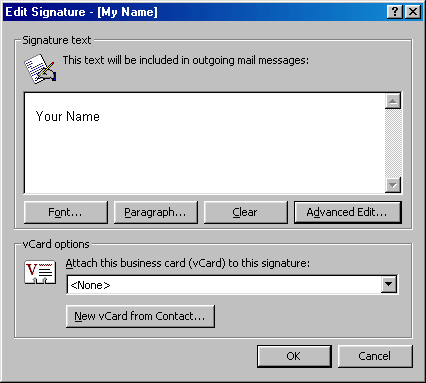 Edit Signature - [My Name]
Signature text
This text will be included in outgoing mail messages:
Your Name
Font... Paragraph... Clear Advanced Edit...
vCard options
V
Attach this business card (vCard) to this signature:
<None>
New vCard from Contact...
OK Cancel